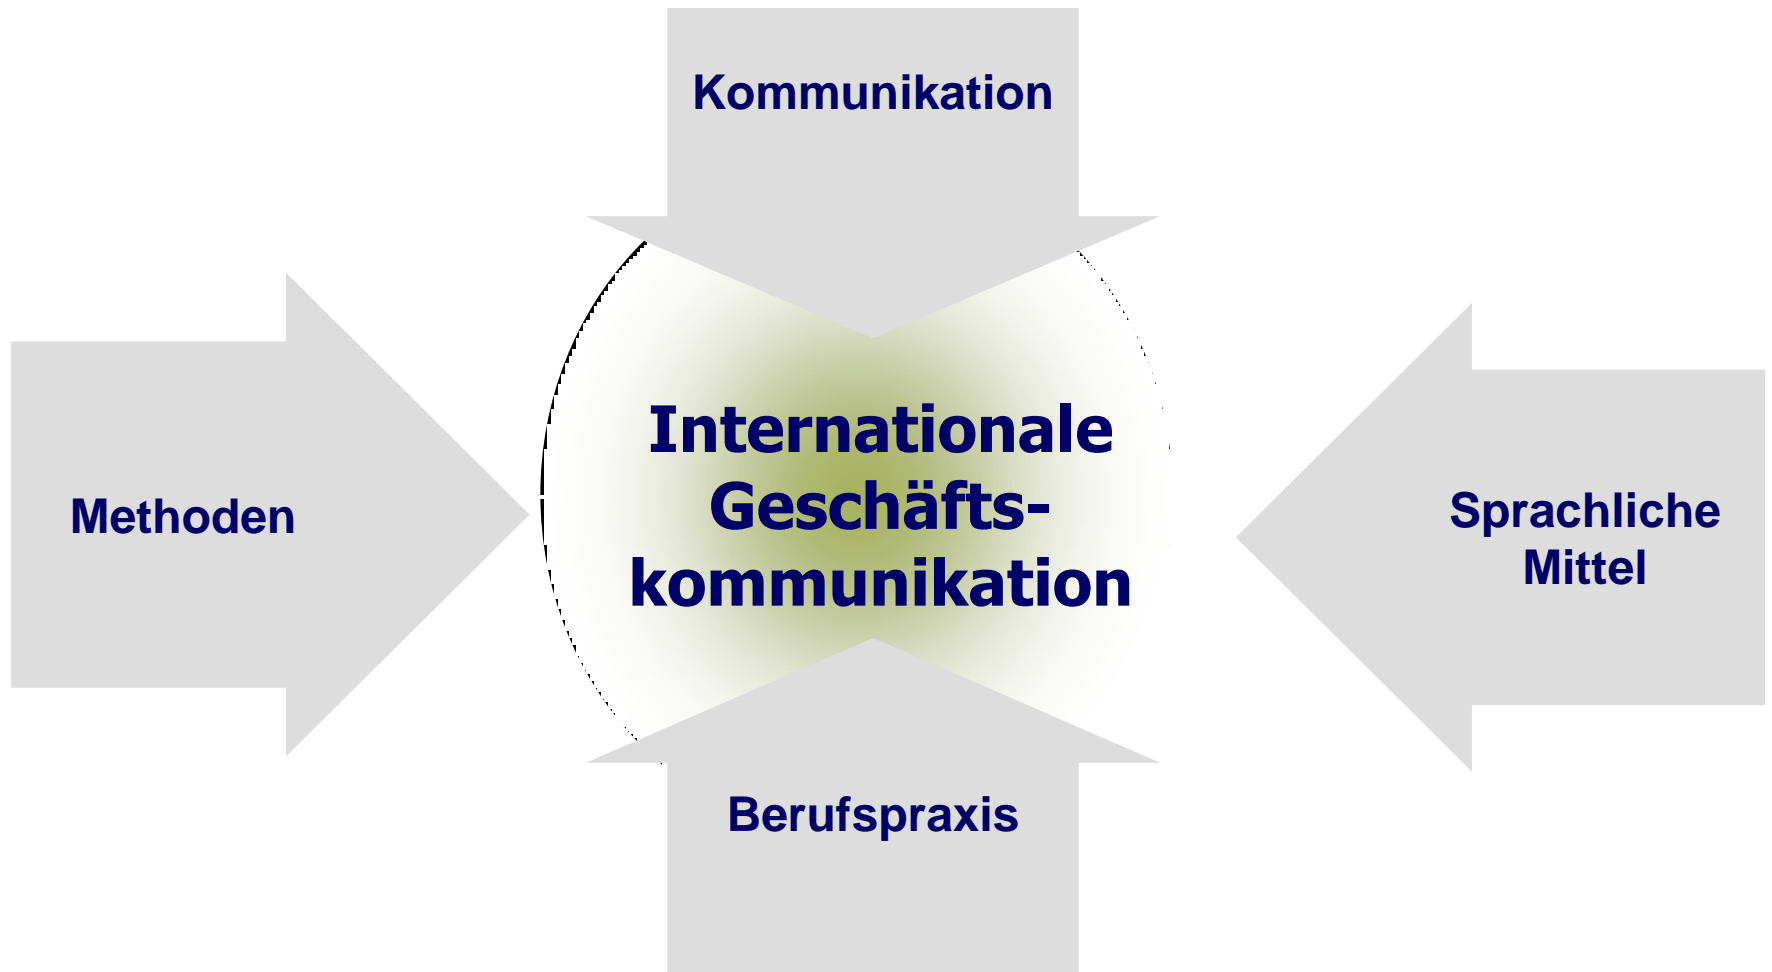 Kommunikation
Internationale
Geschäfts-
kommunikation
Methoden
Sprachliche
Mittel
Berufspraxis